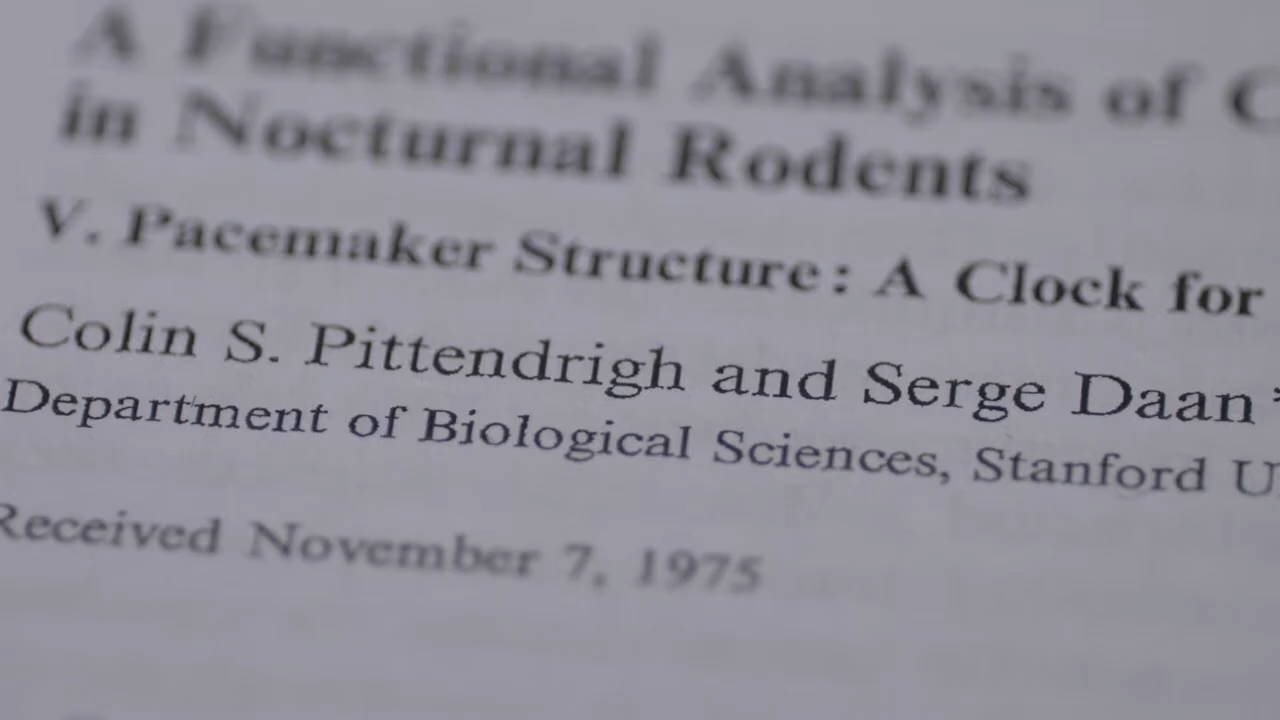 A Functional Analysis of C
in Nocturnal Rodents
V. Pacemaker Structure: A Clock for
Colin S. Pittendrigh and Serge Daan *
Department of Biological Sciences, Stanford U
Received November 7, 1975